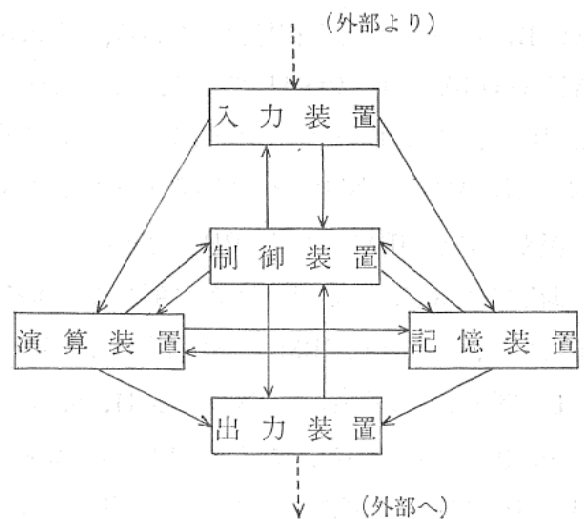 (外部より)
入力装置
制御装置
演算装置
記憶装置
出力装置
(外部へ)